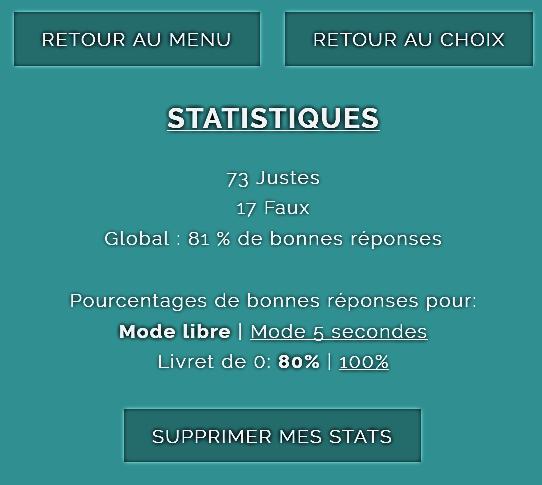 RETOUR AU MENU
RETOUR AU CHOIX
STATISTIQUES
73 Justes
17 Faux
Global : 81 % de bonnes réponses
Pourcentages de bonnes réponses pour:
Mode libre | Mode 5 secondes
Livret de 0: 80% | 100%
SUPPRIMER MES STATS